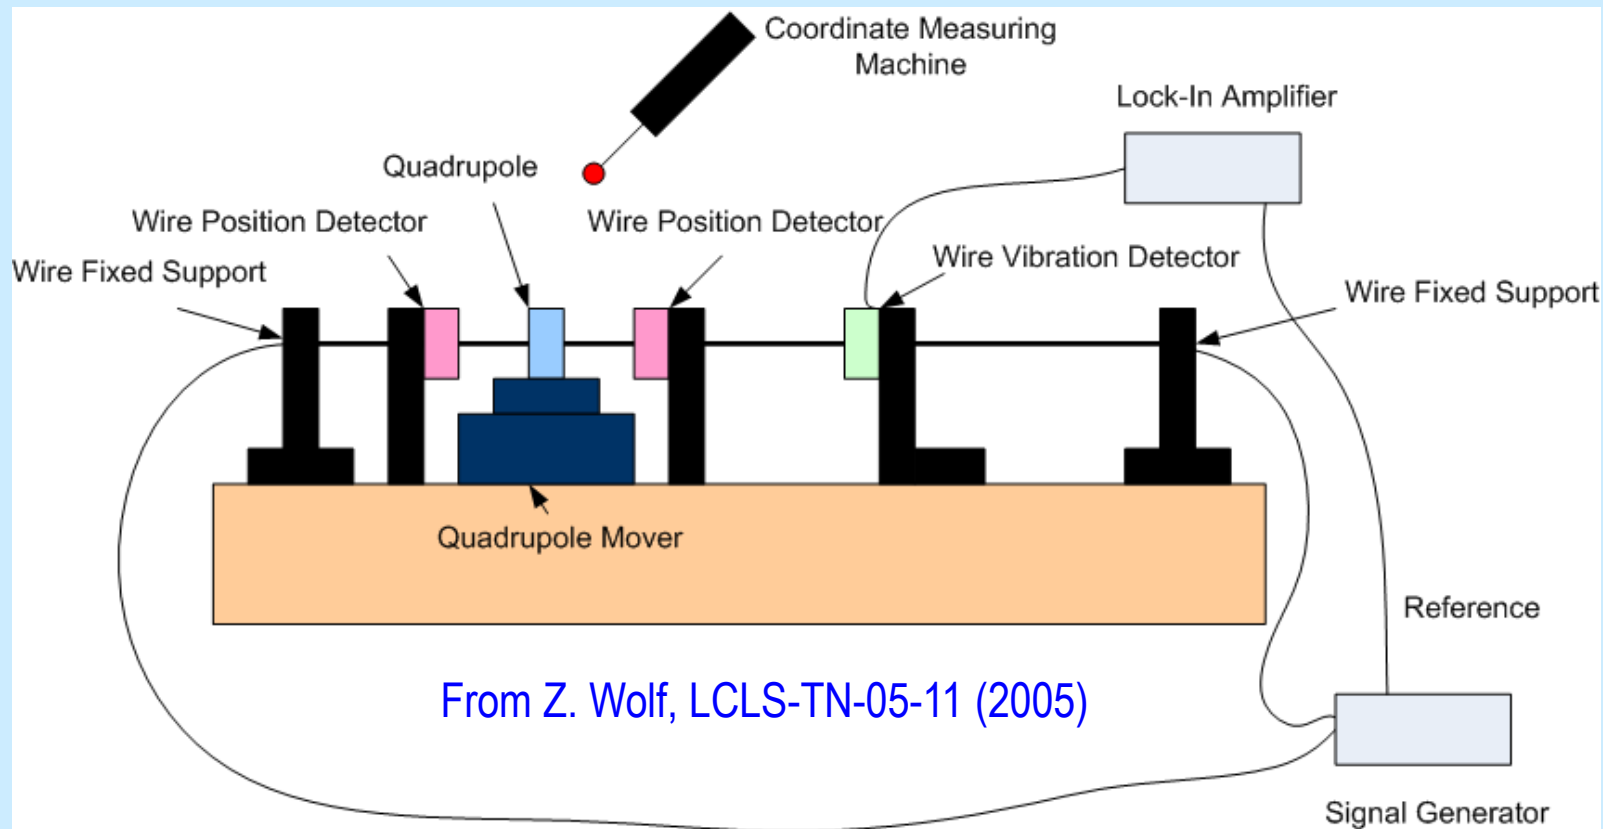 Coordinate Measuring
Machine
Lock-In Amplifier
Quadrupole
Wire Position Detector
Wire Position Detector
Wire Vibration Detector
Wire Fixed Support
Wire Fixed Support
Quadrupole Mover
Reference
From Z. Wolf, LCLS-TN-05-11 (2005)
Signal Generator